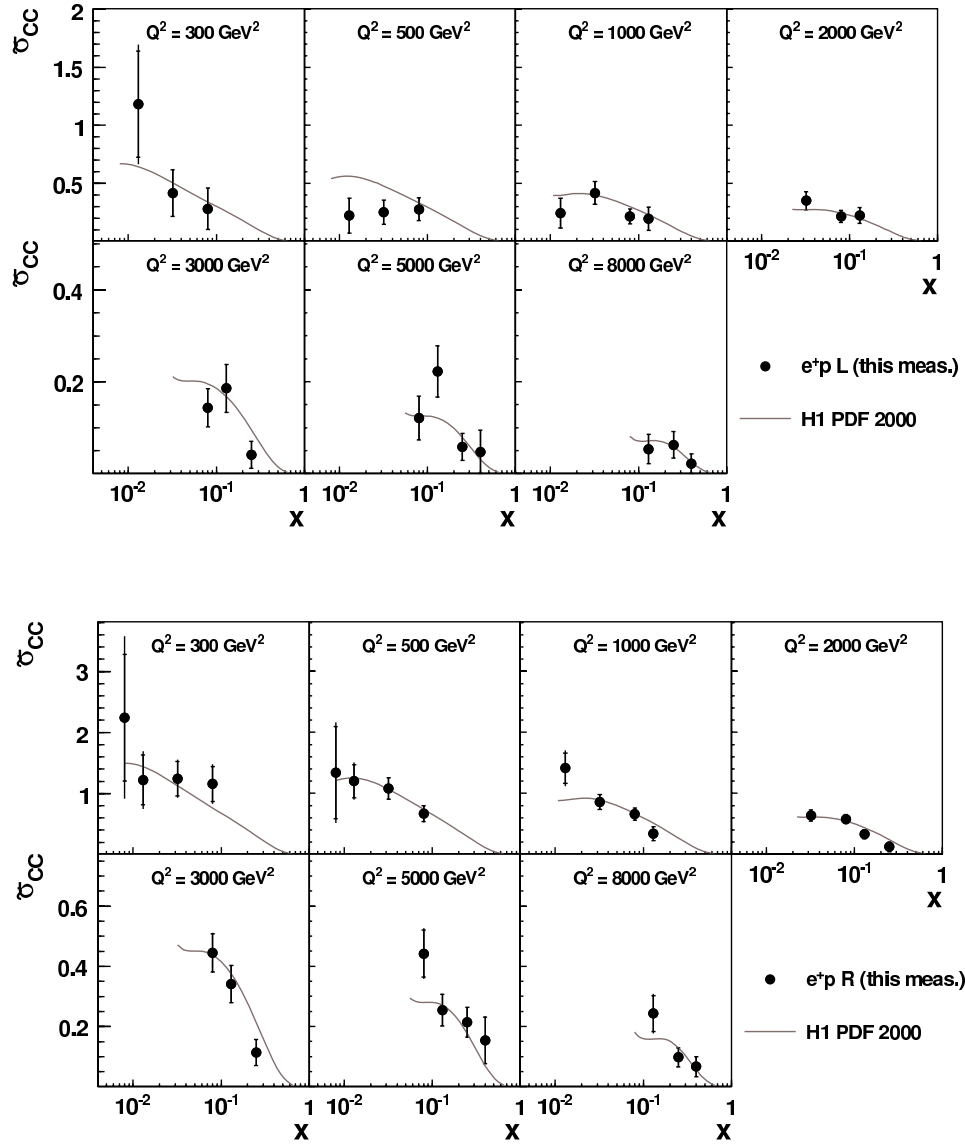 σ̃CC
2
1.5
1
0.5
Q² = 300 GeV²
Q² = 500 GeV²
Q² = 1000 GeV²
Q² = 2000 GeV²
10⁻² 10⁻¹ 1
x
σ̃CC
0.4
0.2
Q² = 3000 GeV²
Q² = 5000 GeV²
Q² = 8000 GeV²
e⁺p L (this meas.)
H1 PDF 2000
10⁻² 10⁻¹ 10⁻² 10⁻¹ 1 10⁻² 10⁻¹ 1
x x x
σ̃CC
3
2
1
Q² = 300 GeV²
Q² = 500 GeV²
Q² = 1000 GeV²
Q² = 2000 GeV²
10⁻² 10⁻¹ 1
x
σ̃CC
0.6
0.4
0.2
Q² = 3000 GeV²
Q² = 5000 GeV²
Q² = 8000 GeV²
e⁺p R (this meas.)
H1 PDF 2000
10⁻² 10⁻¹ 1 10⁻² 10⁻¹ 1 10⁻² 10⁻¹ 1
x x x